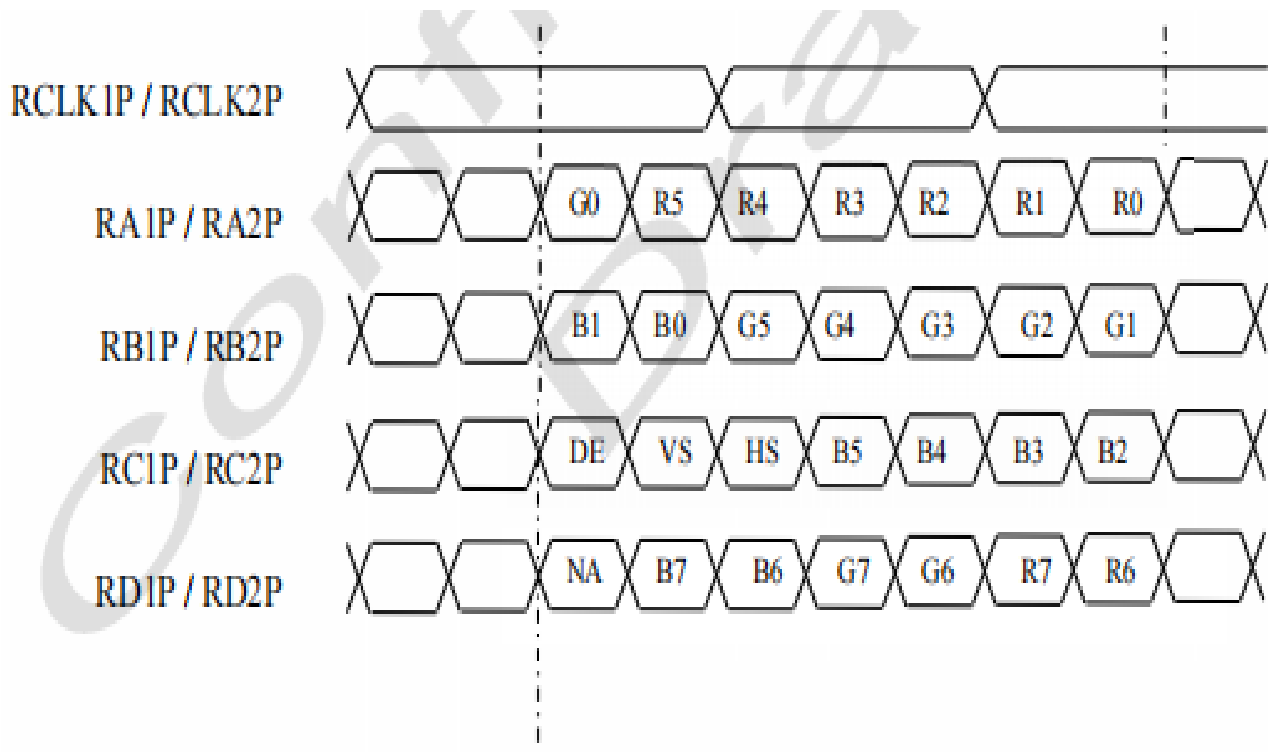 RCLK1P / RCLK2P
RA1P / RA2P G0 R5 R4 R3 R2 R1 R0
RB1P / RB2P B1 B0 G5 G4 G3 G2 G1
RC1P / RC2P DE VS HS B5 B4 B3 B2
RD1P / RD2P NA B7 B6 G7 G6 R7 R6